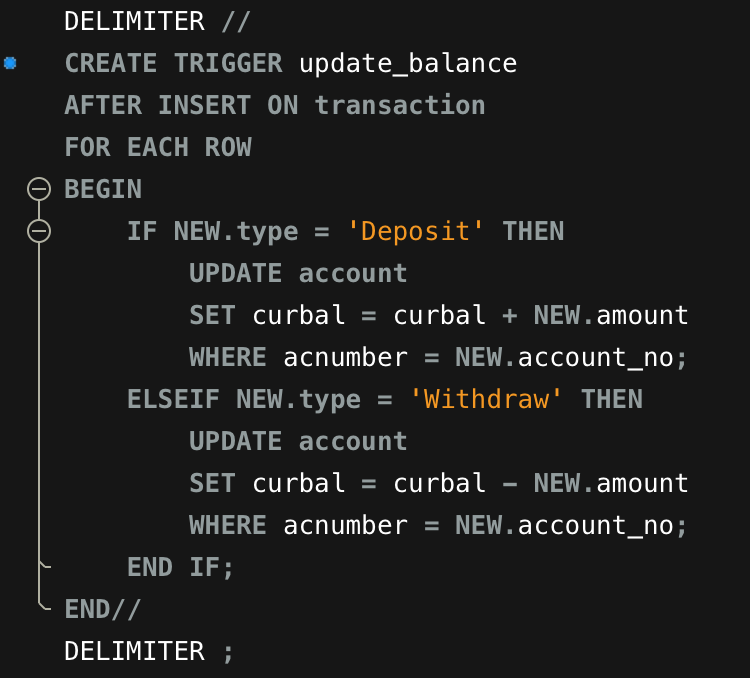 DELIMITER //
CREATE TRIGGER update_balance
AFTER INSERT ON transaction
FOR EACH ROW
BEGIN
    IF NEW.type = 'Deposit' THEN
        UPDATE account
        SET curbal = curbal + NEW.amount
        WHERE acnumber = NEW.account_no;
    ELSEIF NEW.type = 'Withdraw' THEN
        UPDATE account
        SET curbal = curbal - NEW.amount
        WHERE acnumber = NEW.account_no;
    END IF;
END//
DELIMITER ;